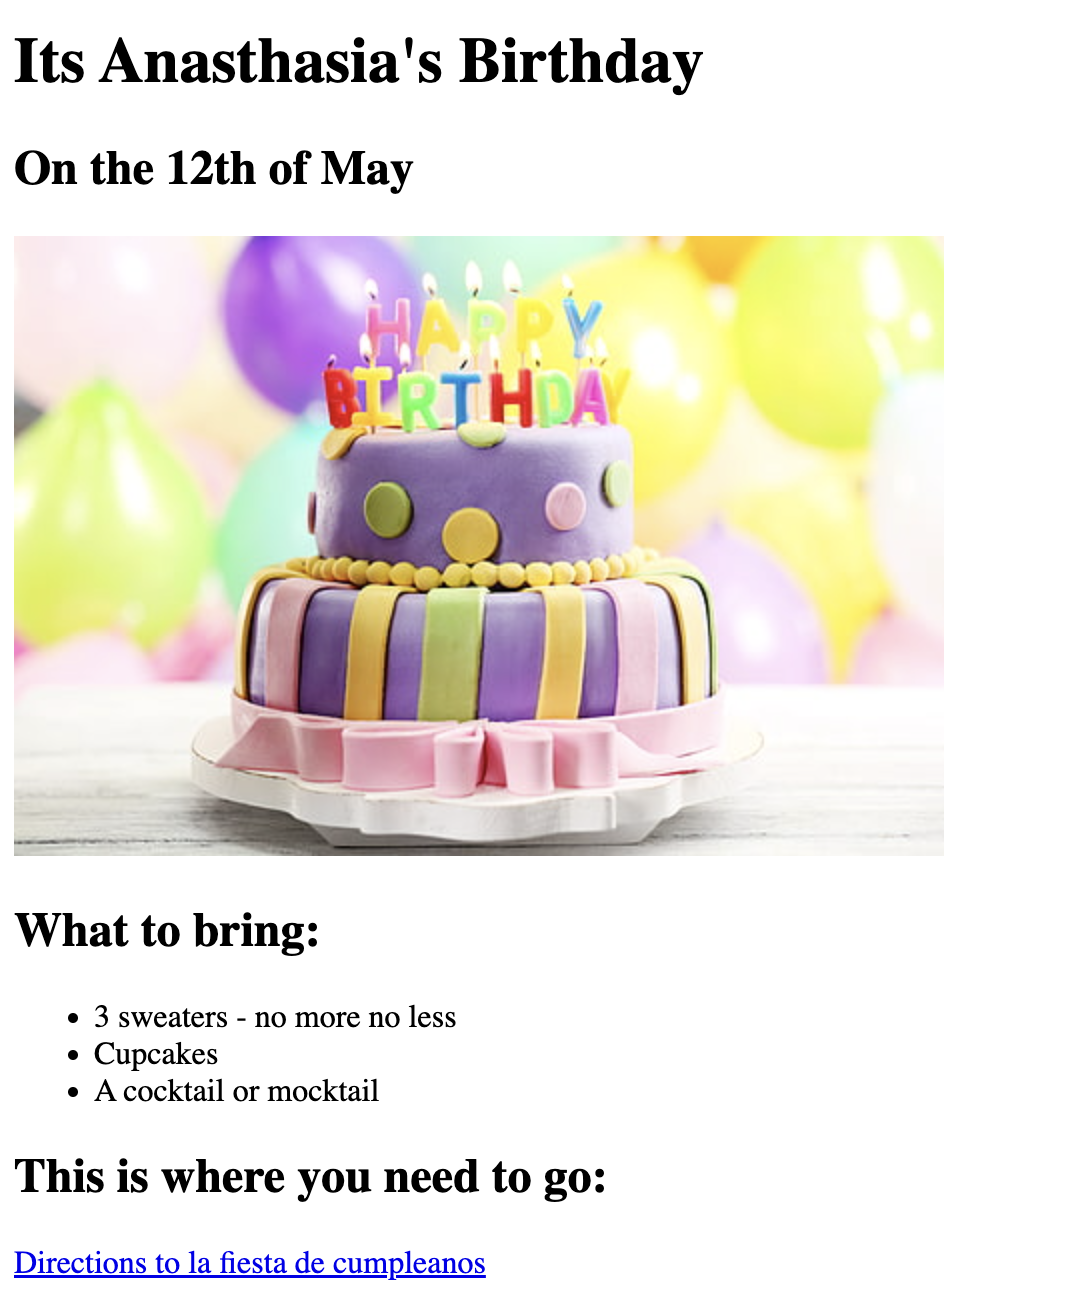 Its Anasthasia's Birthday
On the 12th of May
HAPPY
BIRTHDAY
What to bring:
3 sweaters - no more no less
Cupcakes
A cocktail or mocktail
This is where you need to go:
Directions to la fiesta de cumpleanos